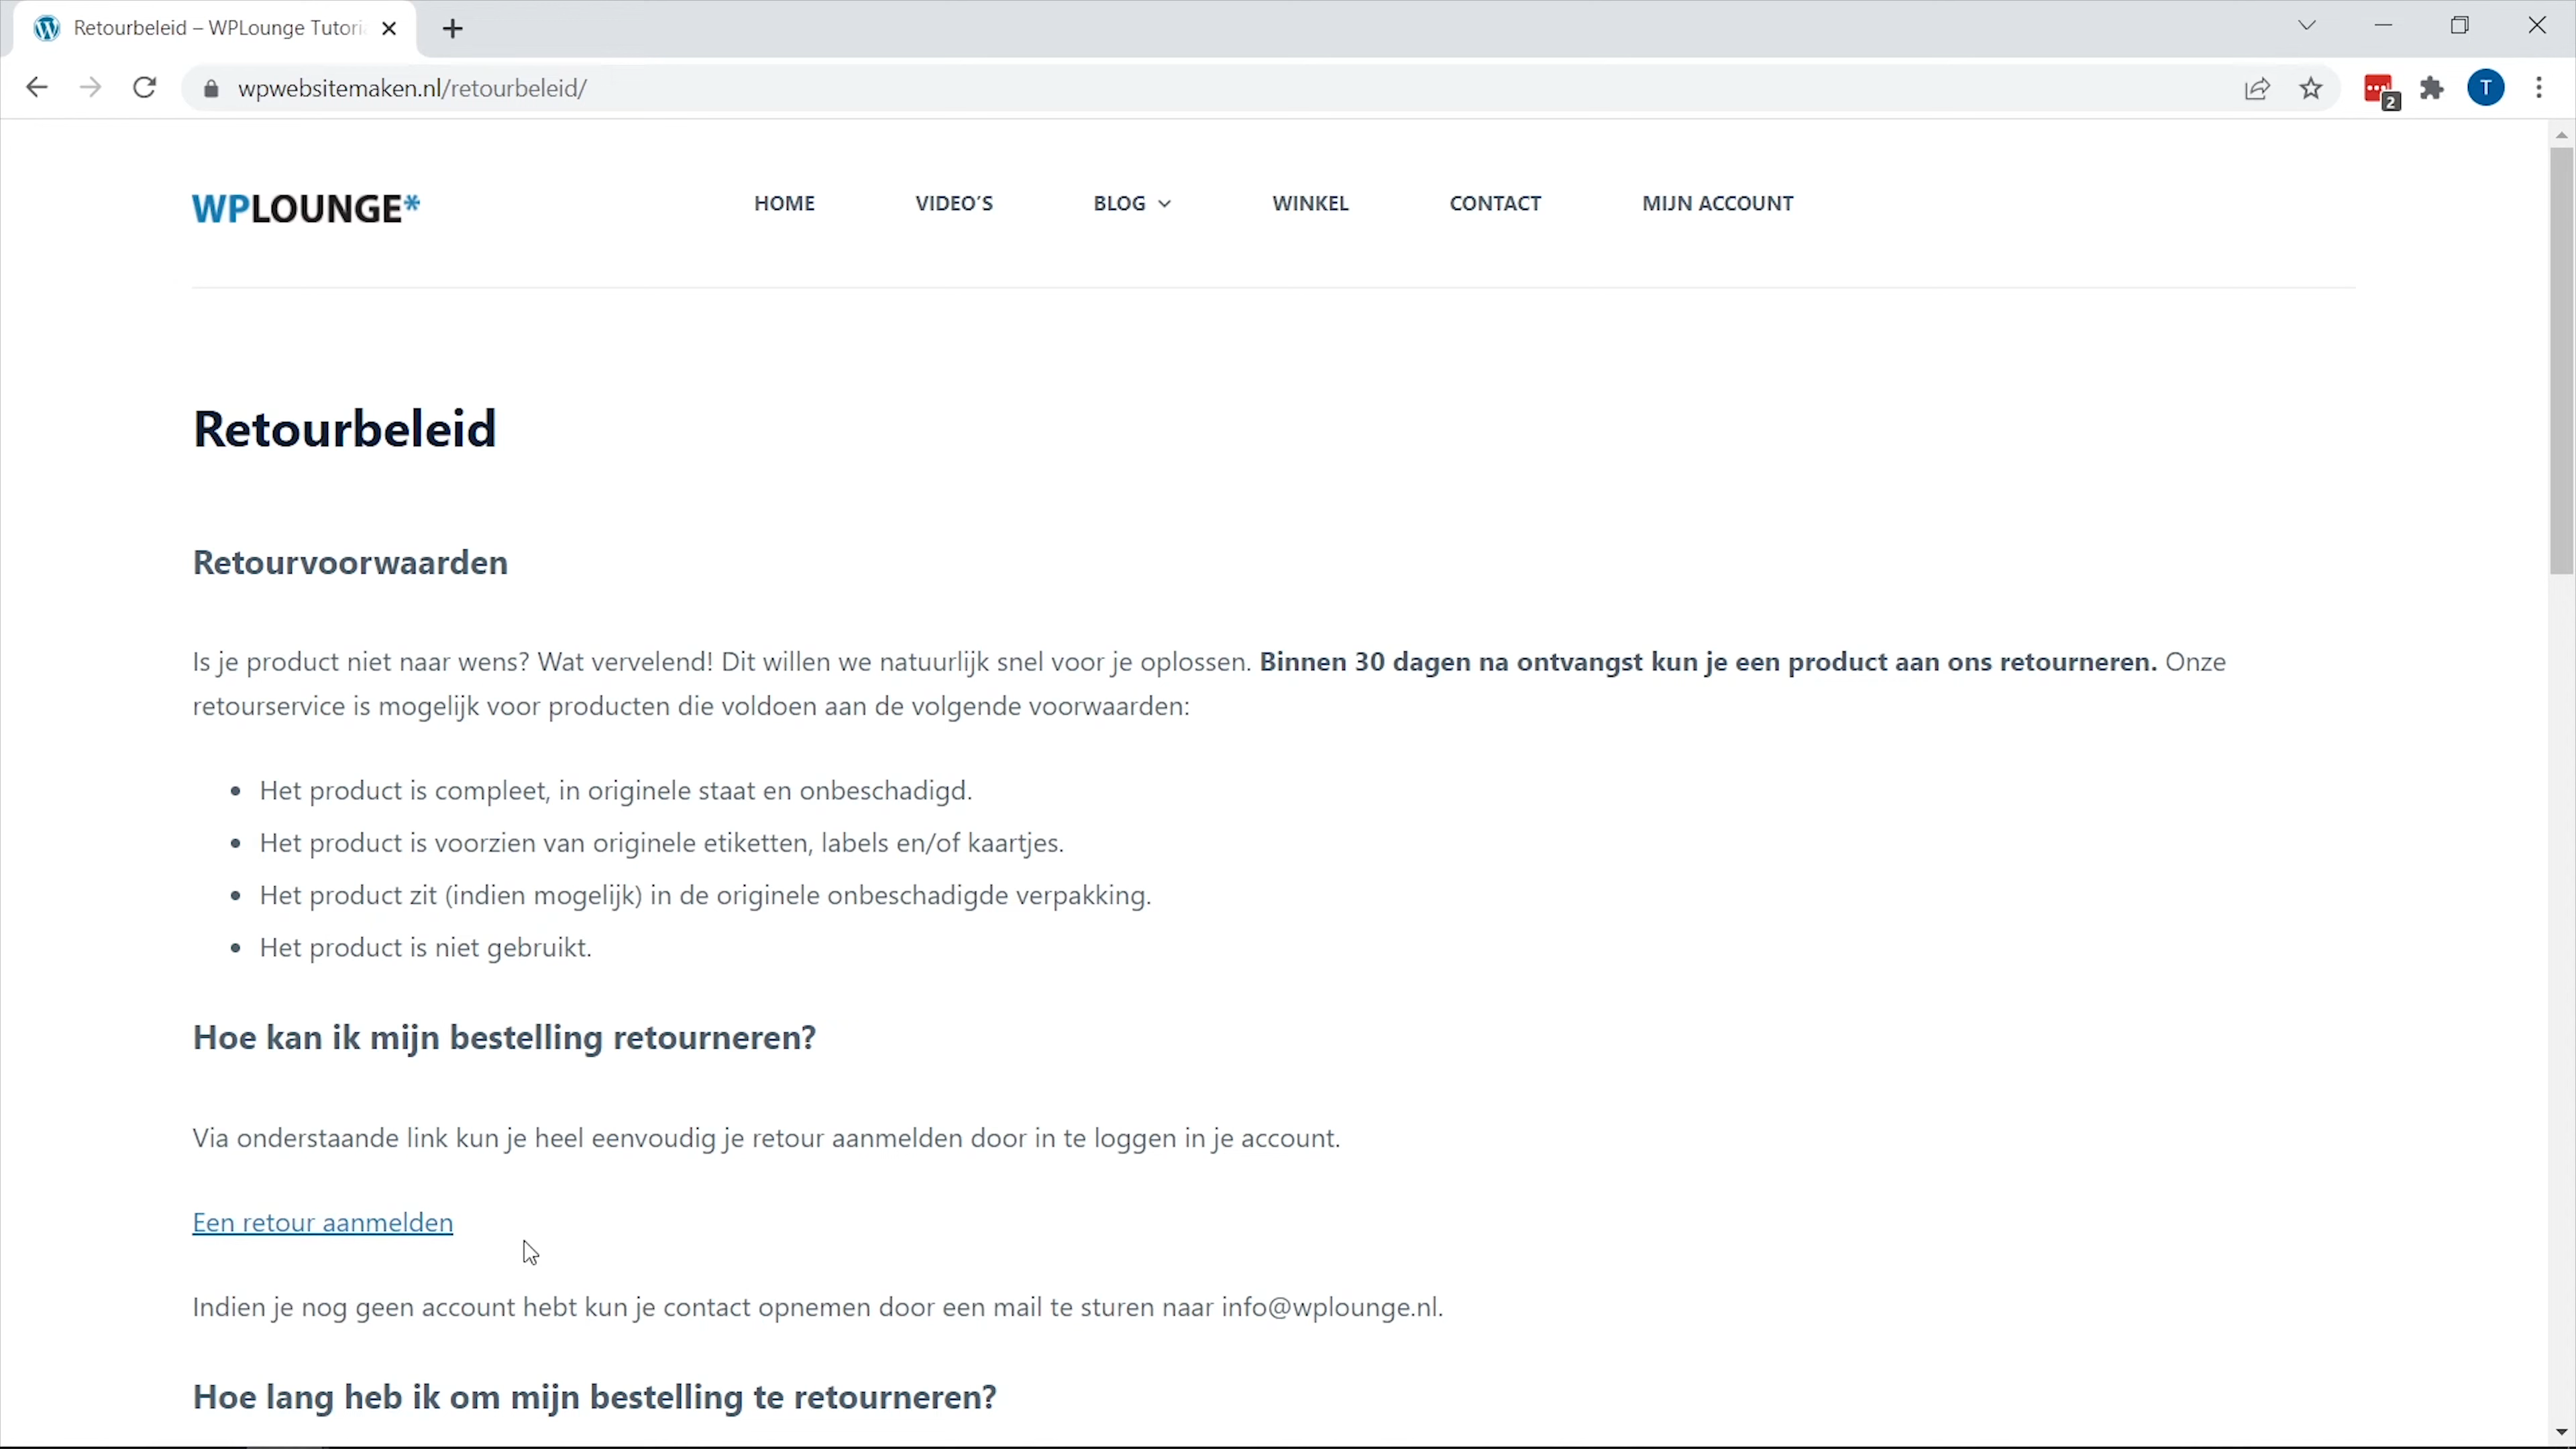 Retourbeleid – WPLounge Tutori
wpwebsitemaken.nl/retourbeleid/
2
T
WPLOUNGE*
HOME
VIDEO'S
BLOG
WINKEL
CONTACT
MIJN ACCOUNT
Retourbeleid
Retourvoorwaarden
Is je product niet naar wens? Wat vervelend! Dit willen we natuurlijk snel voor je oplossen. Binnen 30 dagen na ontvangst kun je een product aan ons retourneren. Onze
retourservice is mogelijk voor producten die voldoen aan de volgende voorwaarden:
• Het product is compleet, in originele staat en onbeschadigd.
• Het product is voorzien van originele etiketten, labels en/of kaartjes.
• Het product zit (indien mogelijk) in de originele onbeschadigde verpakking.
• Het product is niet gebruikt.
Hoe kan ik mijn bestelling retourneren?
Via onderstaande link kun je heel eenvoudig je retour aanmelden door in te loggen in je account.
Een retour aanmelden
Indien je nog geen account hebt kun je contact opnemen door een mail te sturen naar info@wplounge.nl.
Hoe lang heb ik om mijn bestelling te retourneren?